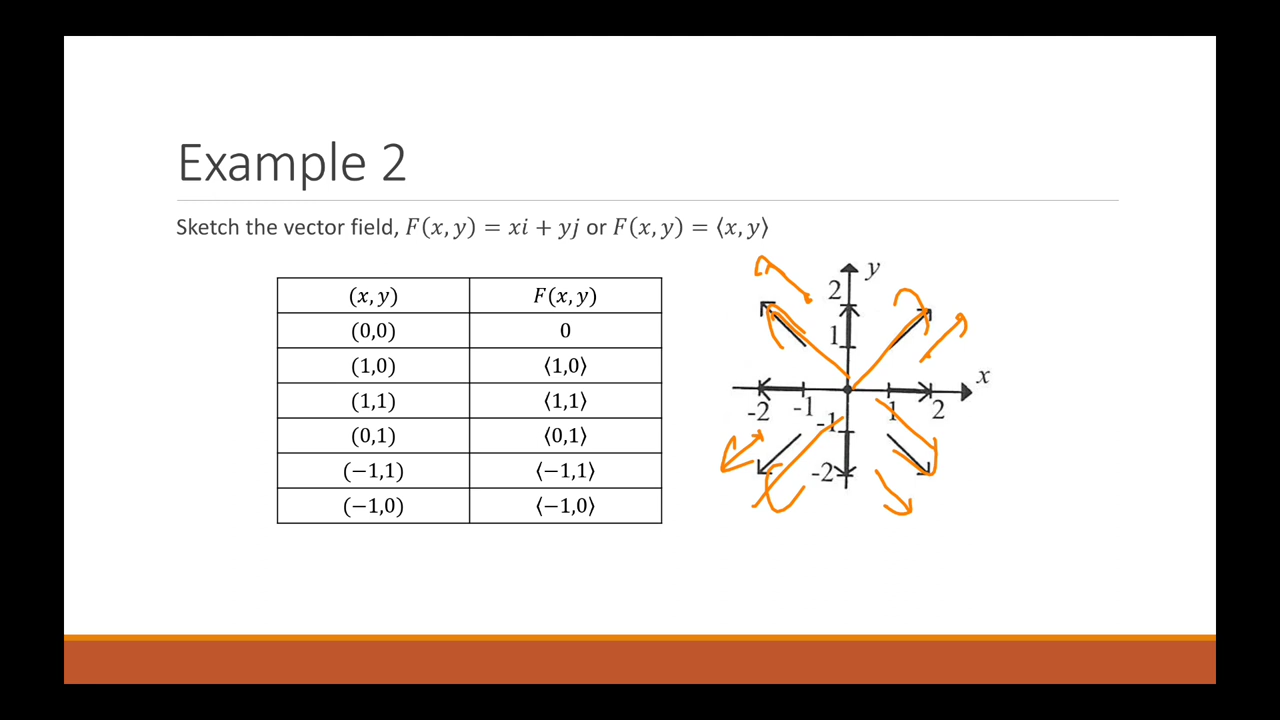 Example 2
Sketch the vector field, F(x, y) = xi + yj or F(x, y) = ⟨x, y⟩
(x, y) F(x, y)
(0,0) 0
(1,0) ⟨1,0⟩
(1,1) ⟨1,1⟩
(0,1) ⟨0,1⟩
(−1,1) ⟨−1,1⟩
(−1,0) ⟨−1,0⟩
y
2
1
x
-2 -1 1 2
-1
-2